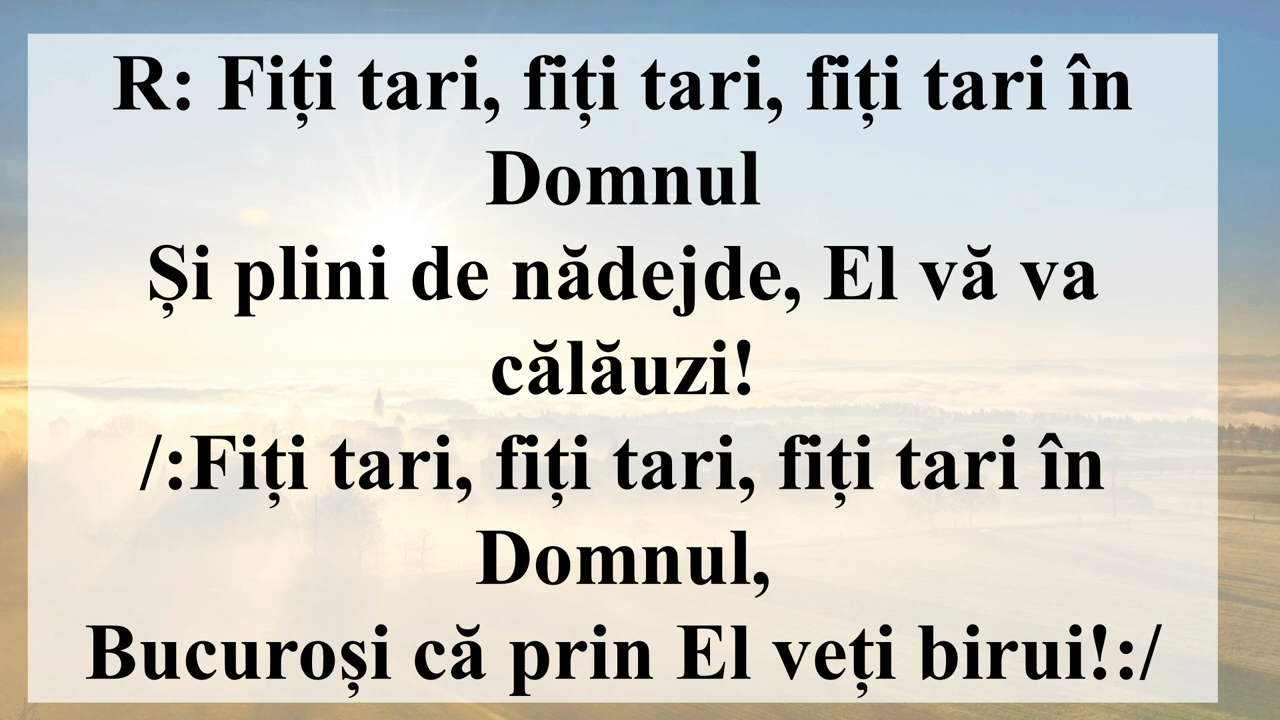 R: Fiți tari, fiți tari, fiți tari în
Domnul
Și plini de nădejde, El vă va
călăuzi!
/:Fiți tari, fiți tari, fiți tari în
Domnul,
Bucuroși că prin El veți birui!:/